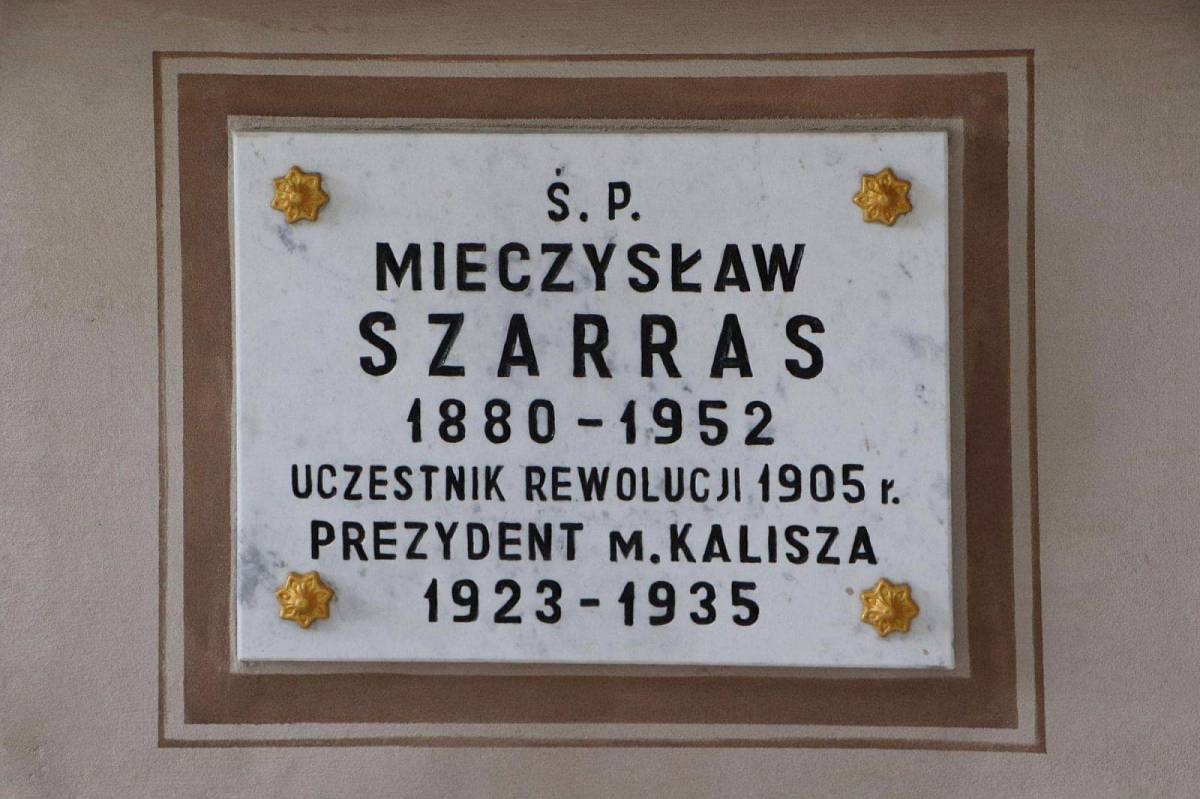 Ś. P.
MIECZYSŁAW
SZARRAS
1880 - 1952
UCZESTNIK REWOLUCJI 1905 r.
PREZYDENT M. KALISZA
1923 - 1935